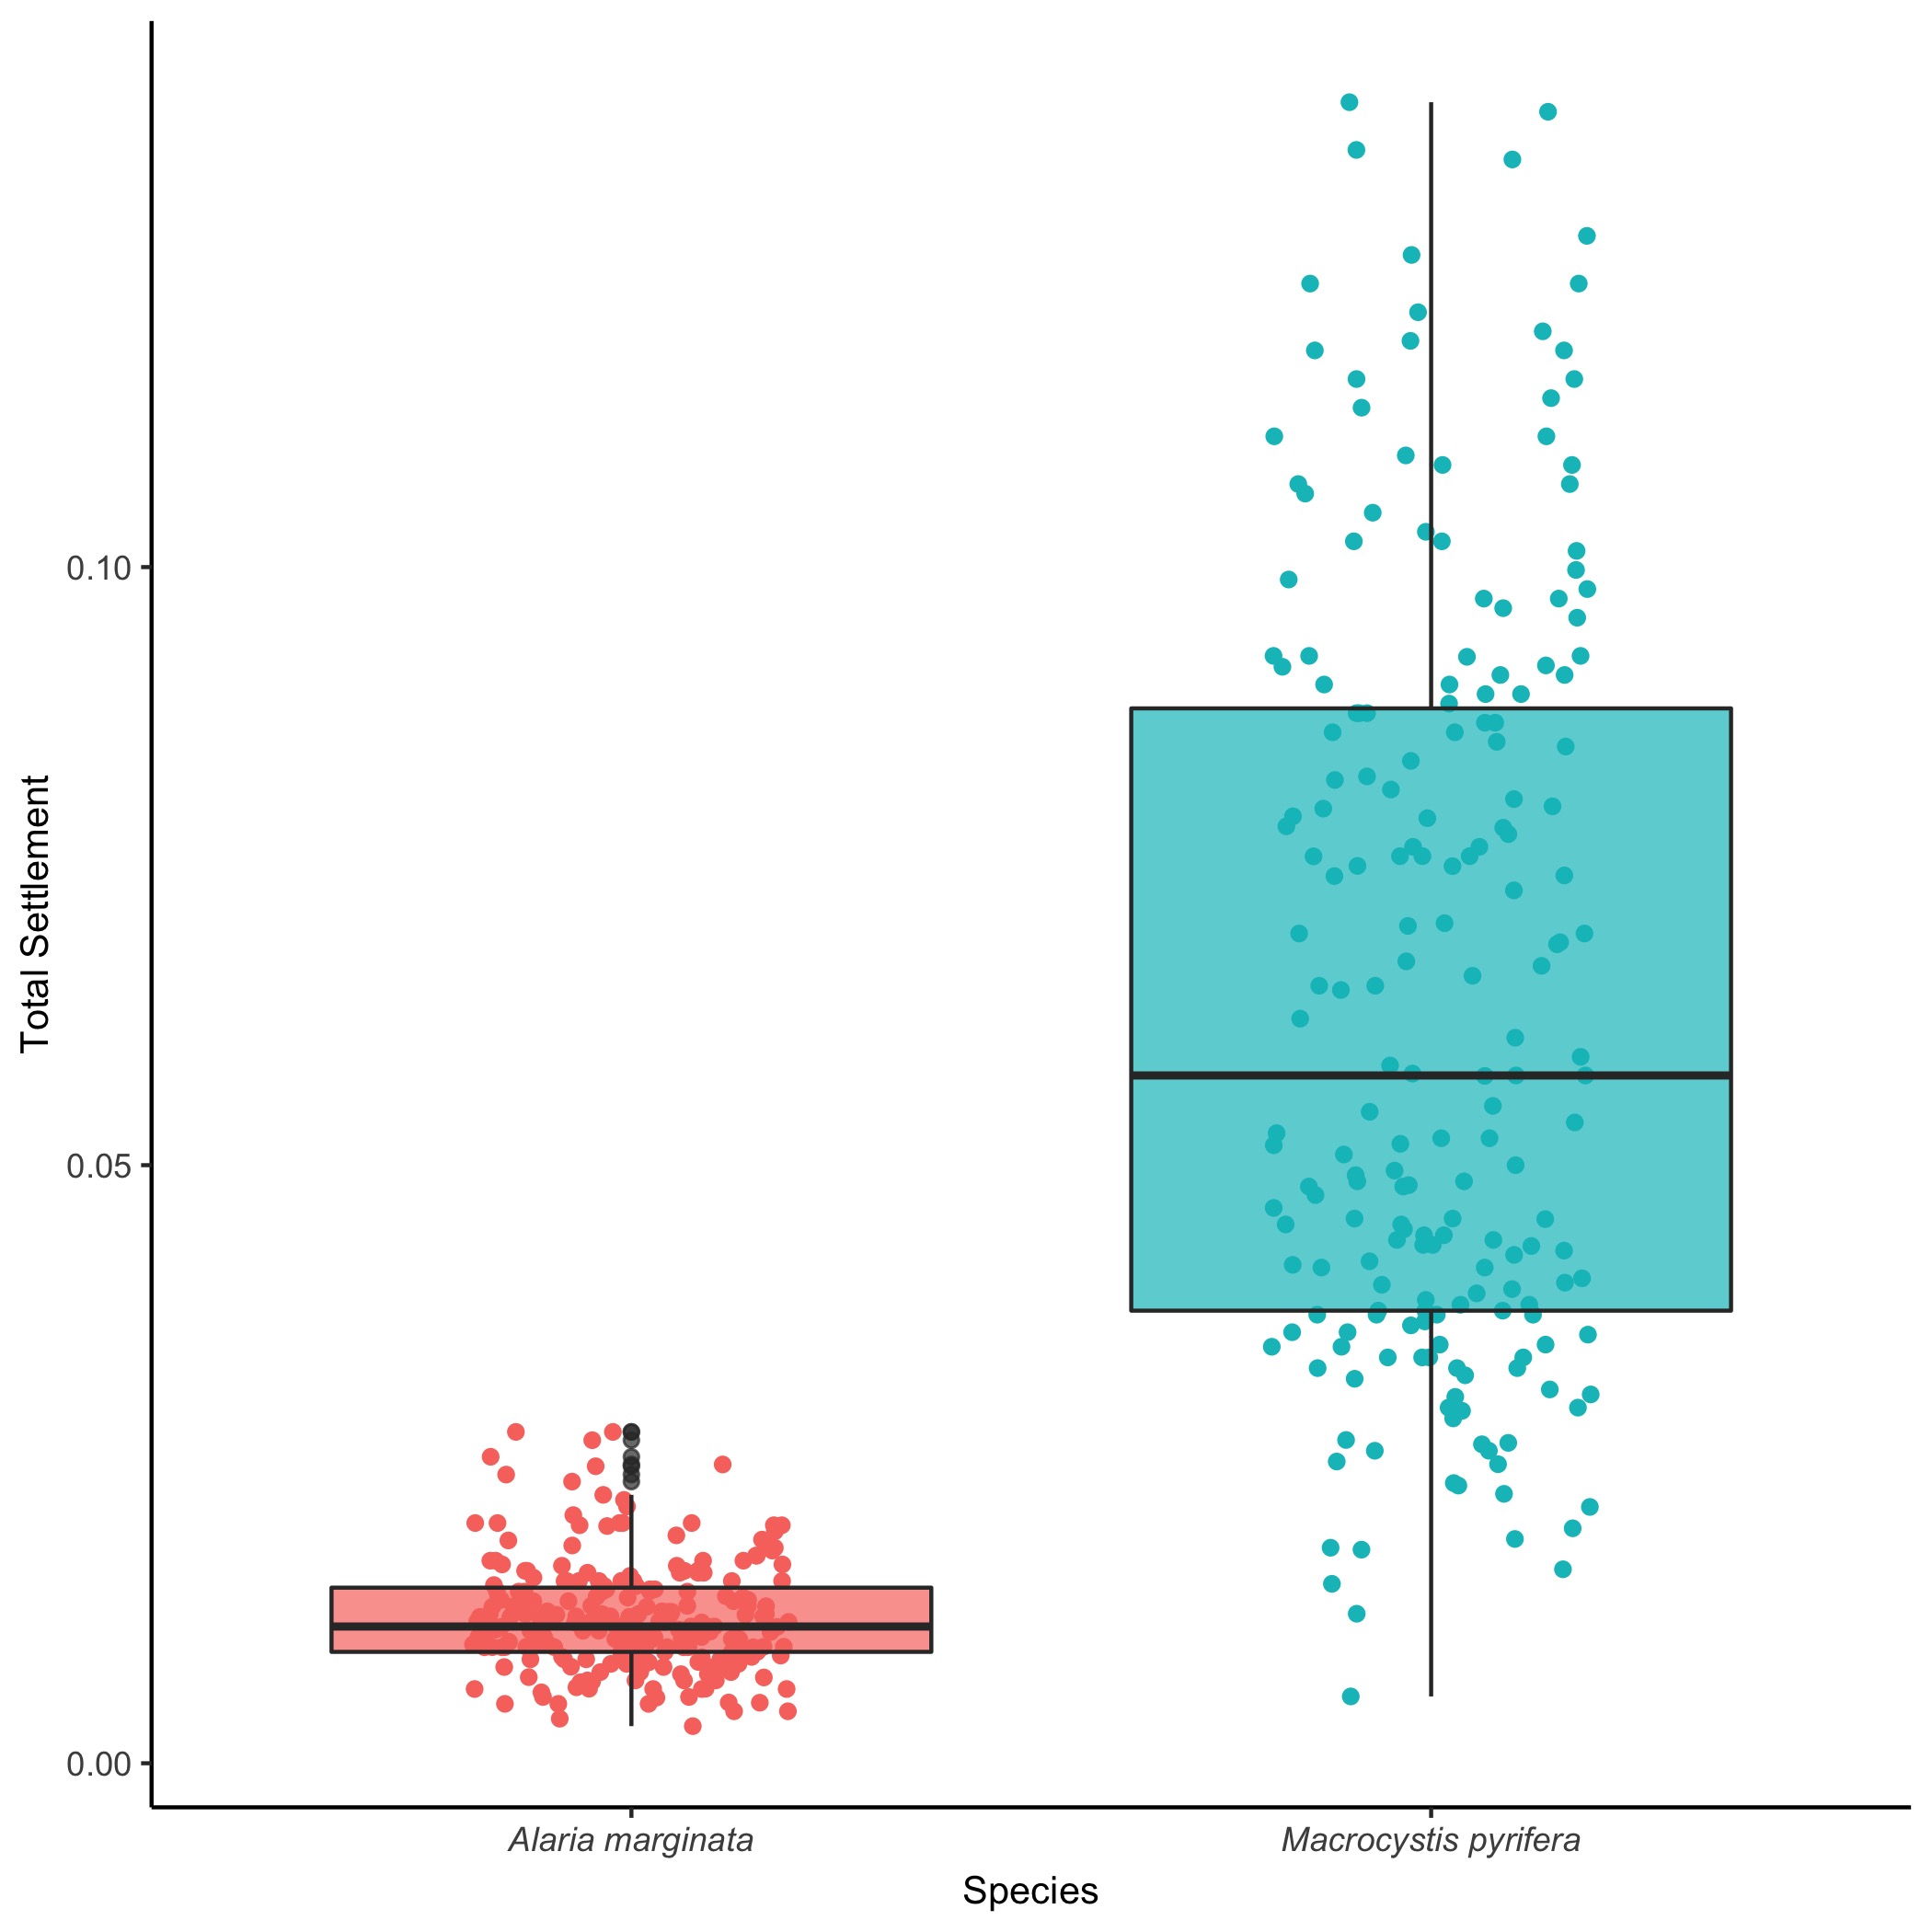 Total Settlement
0.10
0.05
0.00
Alaria marginata
Macrocystis pyrifera
Species